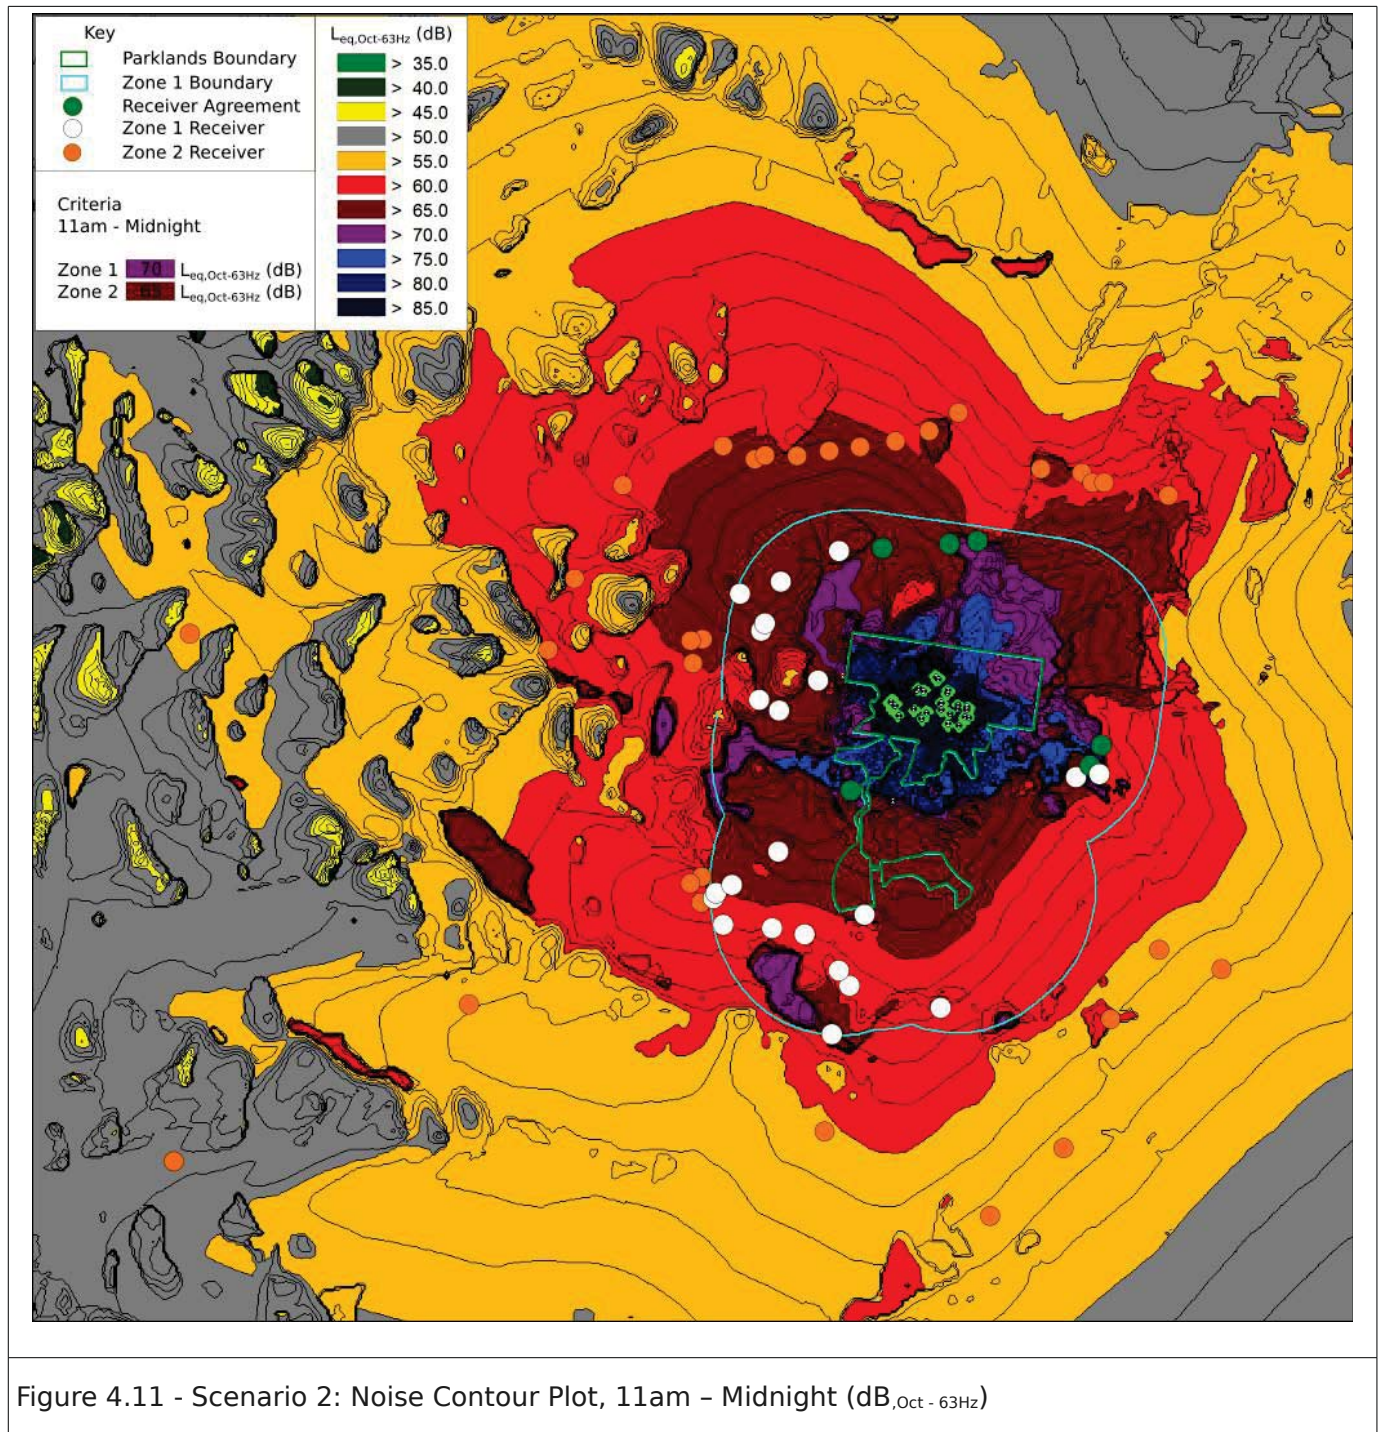 Key
Parklands Boundary
Zone 1 Boundary
Receiver Agreement
Zone 1 Receiver
Zone 2 Receiver
Criteria
11am - Midnight
Zone 1 70 Leq,Oct-63Hz (dB)
Zone 2 65 Leq,Oct-63Hz (dB)
Leq,Oct-63Hz (dB)
> 35.0
> 40.0
> 45.0
> 50.0
> 55.0
> 60.0
> 65.0
> 70.0
> 75.0
> 80.0
> 85.0
Figure 4.11 - Scenario 2: Noise Contour Plot, 11am – Midnight (dB,Oct - 63Hz)